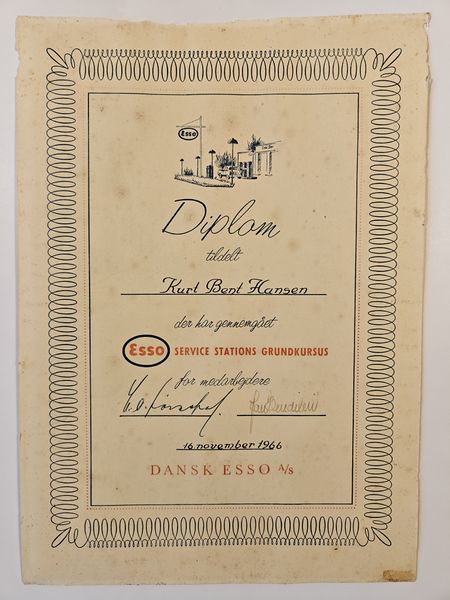 Esso
Diplom
tildelt
Kurt Bent Hansen
der har gennemgået
Esso SERVICE STATIONS GRUNDKURSUS
for medarbejdere
16 november 1966
DANSK ESSO A/S